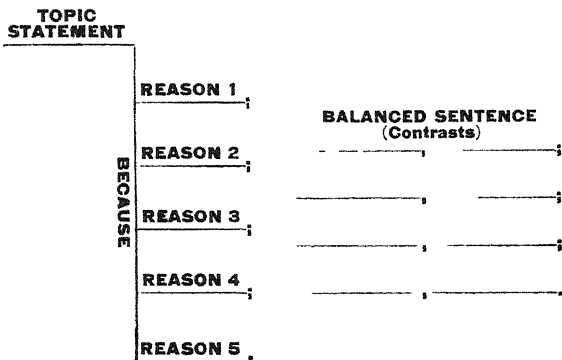 TOPIC
STATEMENT
BECAUSE
REASON 1 ;
REASON 2 ;
REASON 3 ;
REASON 4 ;
REASON 5 .
BALANCED SENTENCE
(Contrasts)
, ;
, ;
, ;
, .